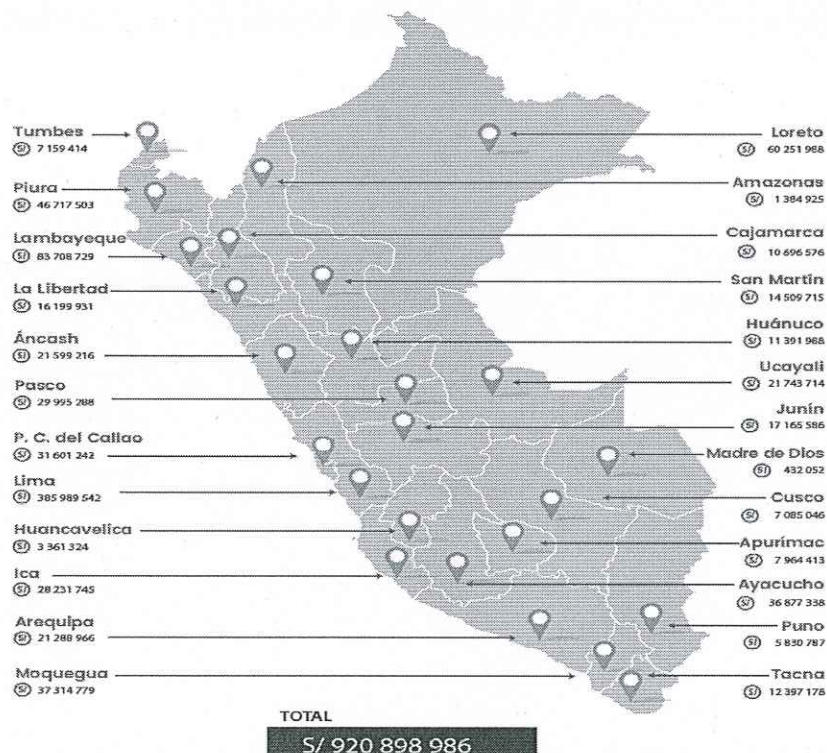 Tumbes
S/ 7 159 414
Piura
S/ 46 717 503
Lambayeque
S/ 83 708 729
La Libertad
S/ 16 199 931
Áncash
S/ 21 599 216
Pasco
S/ 29 995 288
P. C. del Callao
S/ 31 601 242
Lima
S/ 385 989 542
Huancavelica
S/ 3 361 324
Ica
S/ 28 231 745
Arequipa
S/ 21 288 966
Moquegua
S/ 37 314 779
Loreto
S/ 60 251 988
Amazonas
S/ 1 384 925
Cajamarca
S/ 10 696 576
San Martín
S/ 14 509 715
Huánuco
S/ 11 391 988
Ucayali
S/ 21 743 714
Junín
S/ 17 165 586
Madre de Dios
S/ 432 052
Cusco
S/ 7 085 046
Apurímac
S/ 7 964 413
Ayacucho
S/ 36 877 338
Puno
S/ 5 830 787
Tacna
S/ 12 397 178
TOTAL
S/ 920 898 986